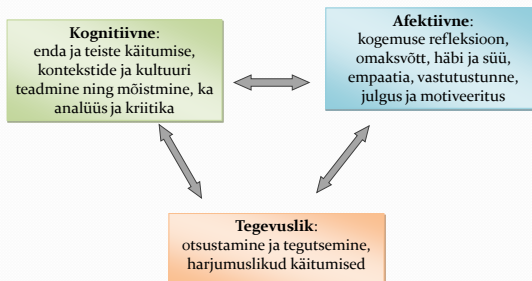 Kognitiivne:
enda ja teiste käitumise,
kontekstide ja kultuuri
teadmine ning mõistmine, ka
analüüs ja kriitika
Afektiivne:
kogemuse refleksioon,
omaksvõtt, häbi ja süü,
empaatia, vastutustunne,
julgus ja motiveeritus
Tegevuslik:
otsustamine ja tegutsemine,
harjumuslikud käitumised